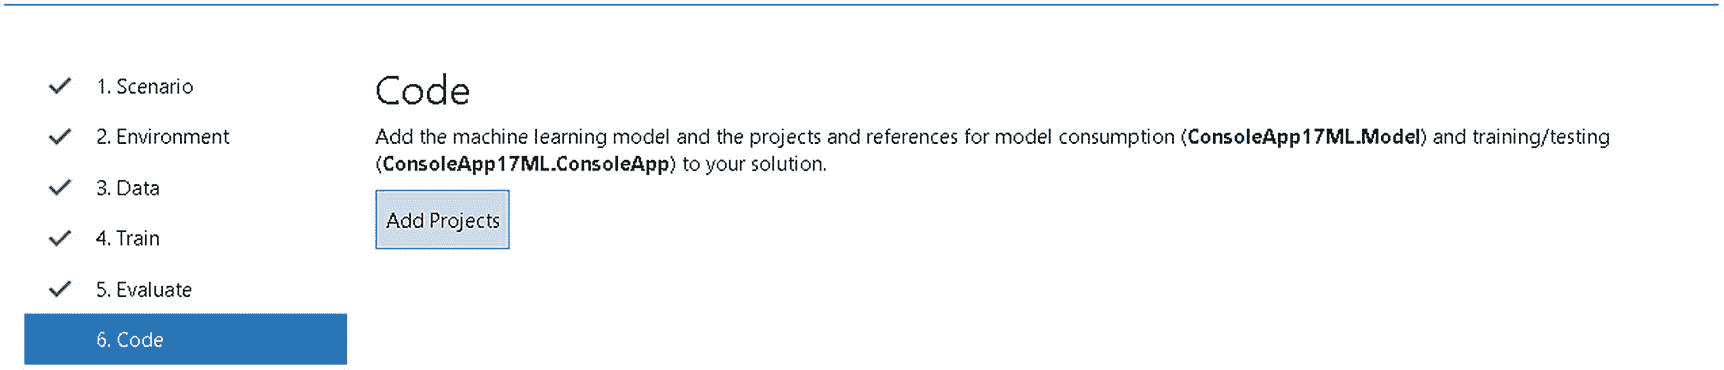 1. Scenario
2. Environment
3. Data
4. Train
5. Evaluate
6. Code
Code
Add the machine learning model and the projects and references for model consumption (ConsoleApp17ML.Model) and training/testing
(ConsoleApp17ML.ConsoleApp) to your solution.
Add Projects